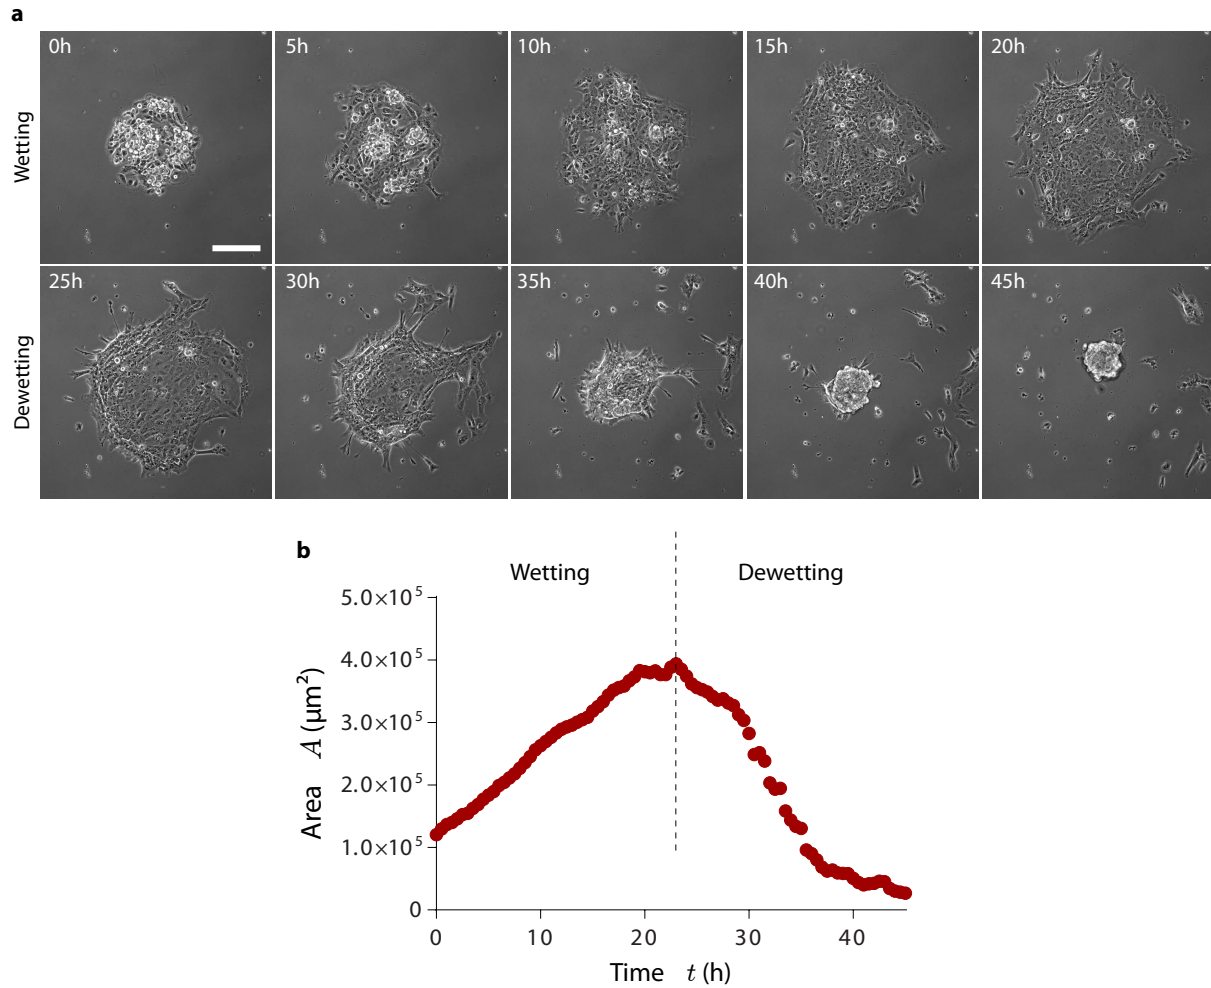 a
Wetting
0h 5h 10h 15h 20h
Dewetting
25h 30h 35h 40h 45h
b
Wetting Dewetting
Area A (μm²)
5.0×10⁵
4.0×10⁵
3.0×10⁵
2.0×10⁵
1.0×10⁵
0
0 10 20 30 40
Time t (h)